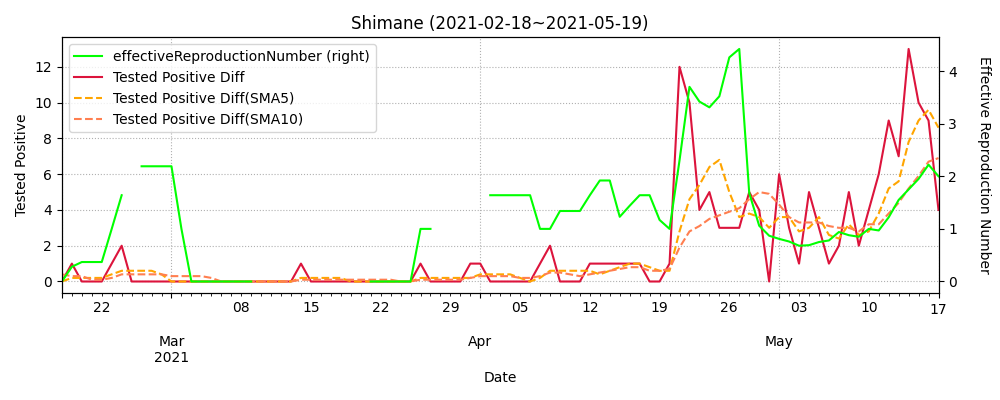 Shimane (2021-02-18~2021-05-19)
effectiveReproductionNumber (right)
Tested Positive Diff
Tested Positive Diff(SMA5)
Tested Positive Diff(SMA10)
Tested Positive
12
10
8
6
4
2
0
Effective Reproduction Number
4
3
2
1
0
22 08 15 22 29 05 12 19 26 03 10 17
Mar Apr May
2021
Date